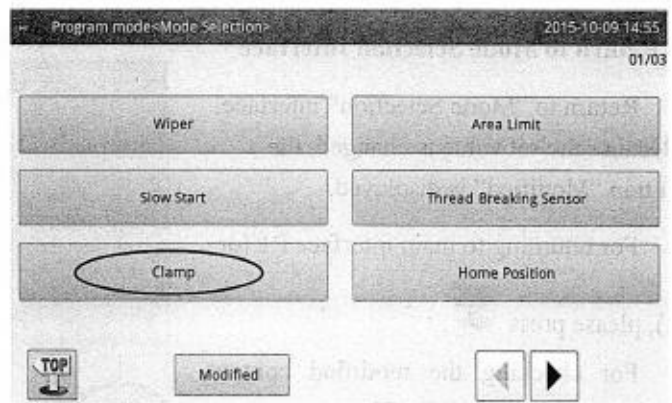 Program mode<Mode Selection> 2015-10-09 14:55
01/03
Wiper Area Limit
Slow Start Thread Breaking Sensor
Clamp Home Position
TOP Modified